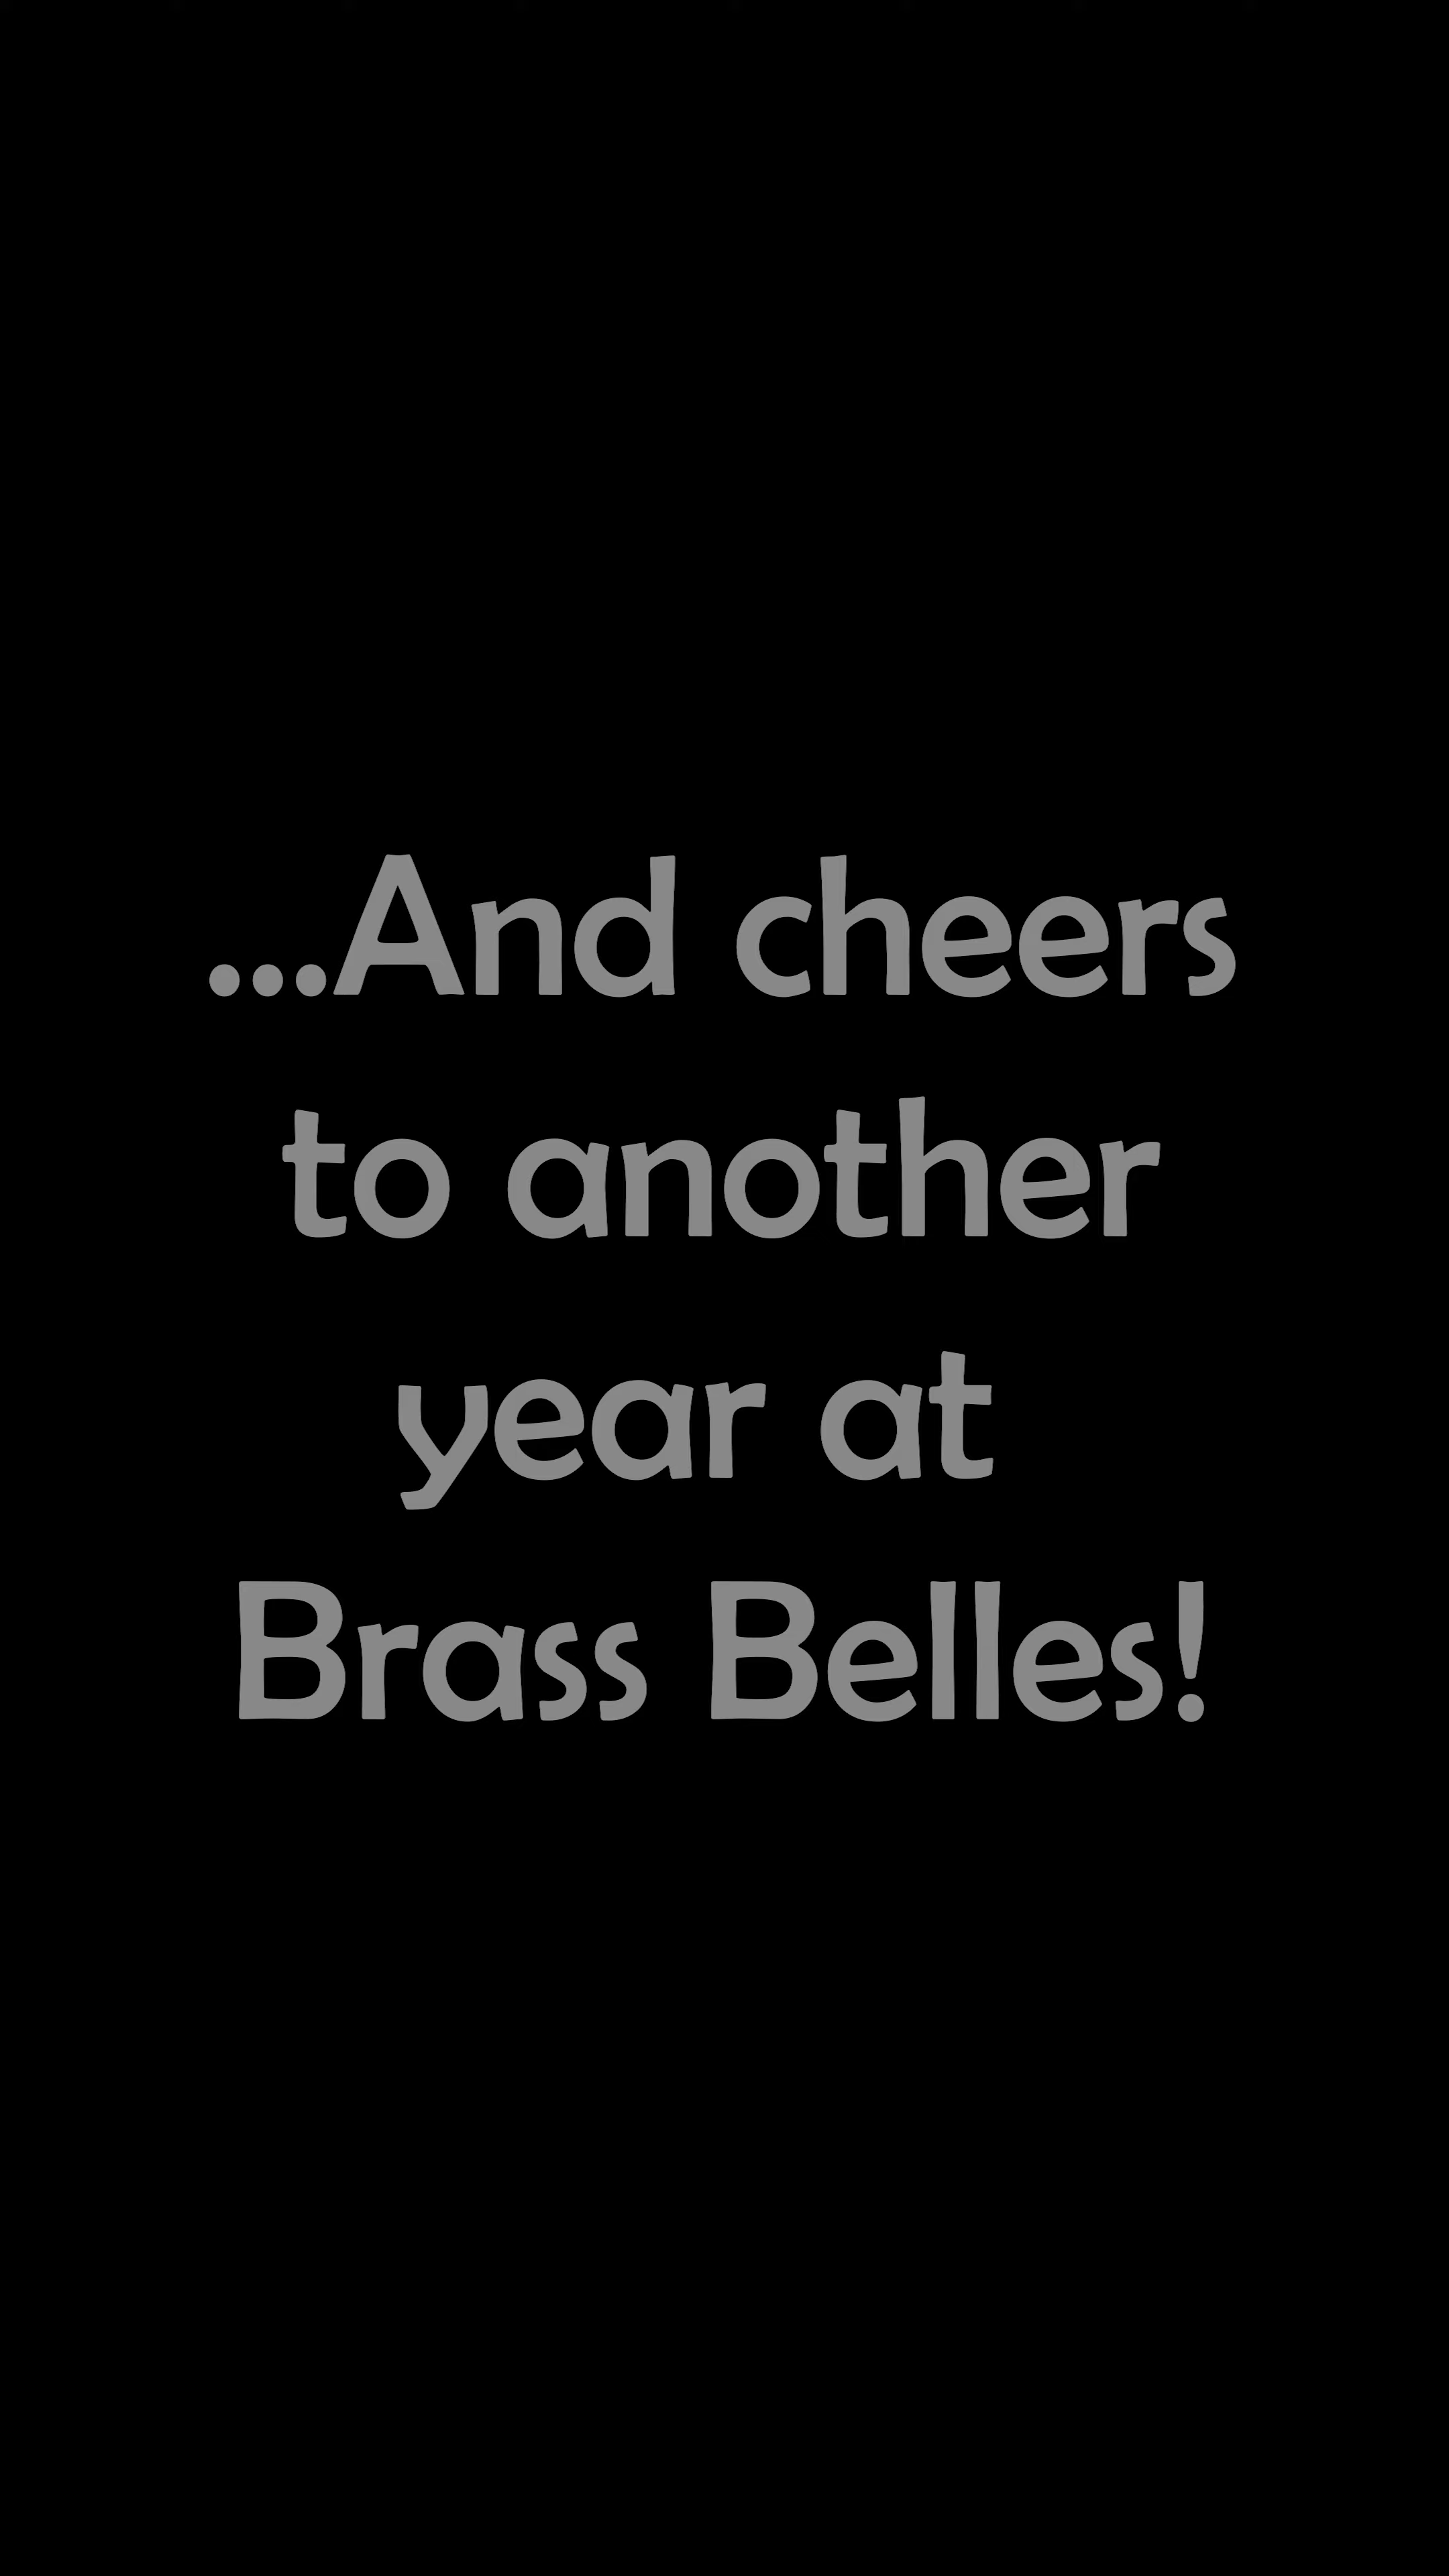 ...And cheers
to another
year at
Brass Belles!